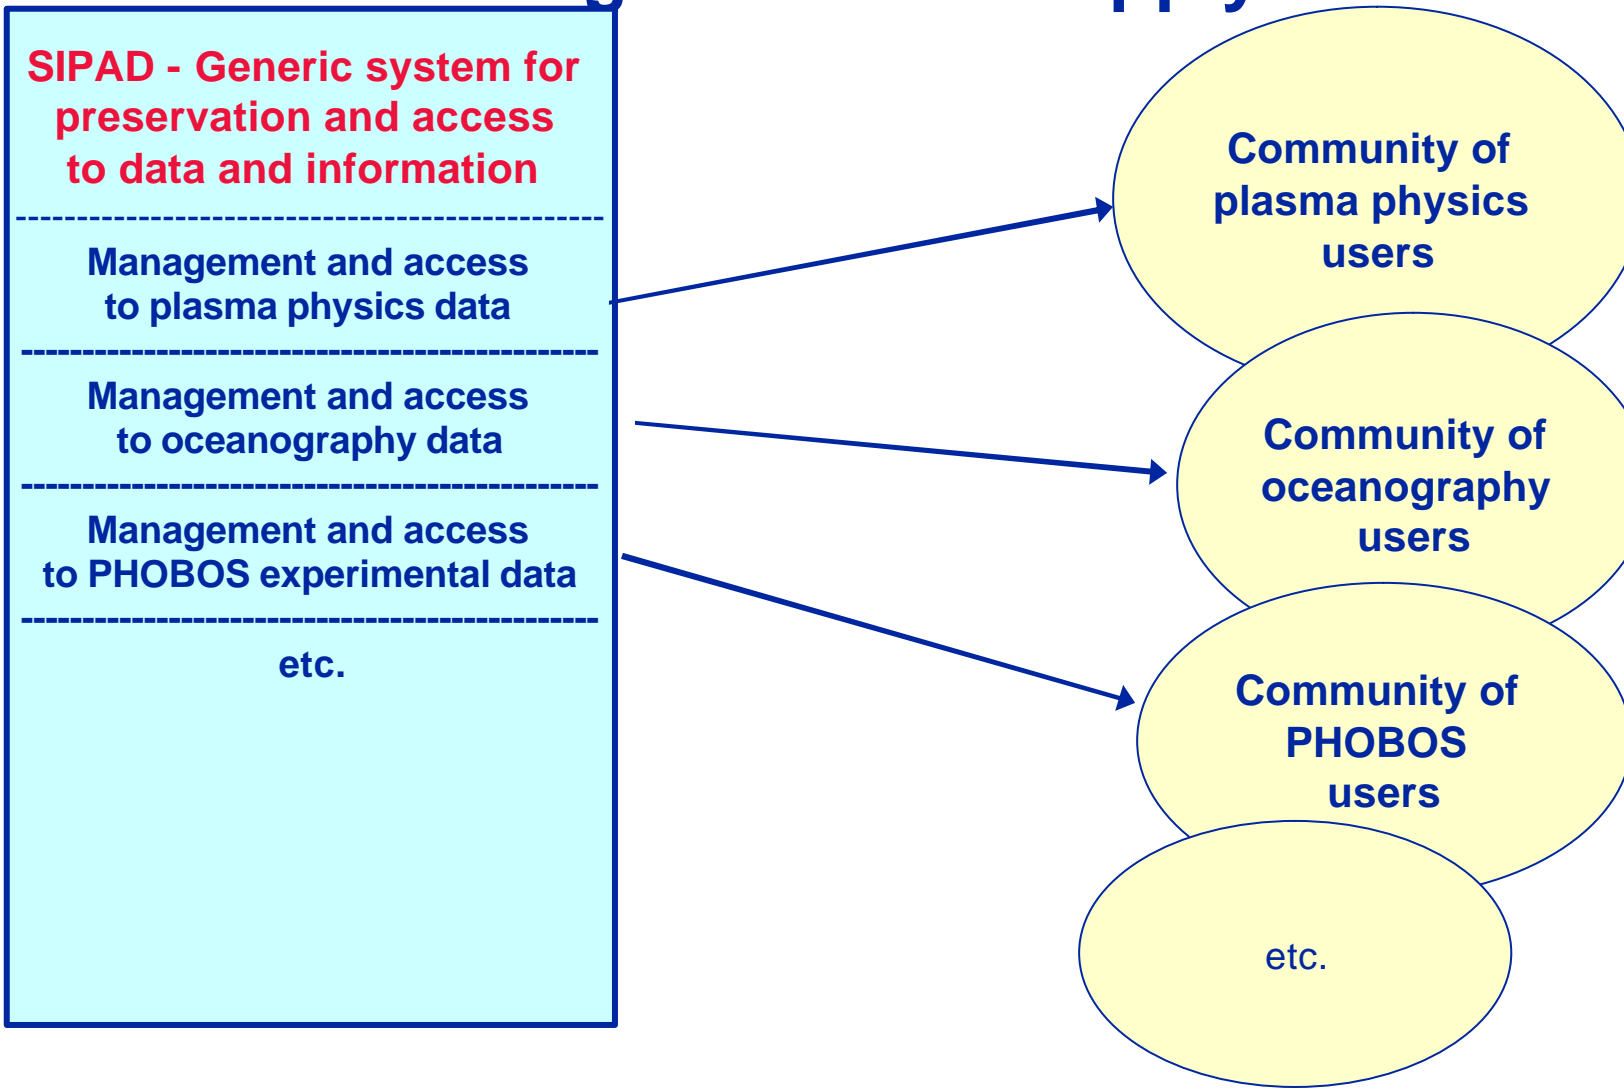 SIPAD - Generic system for
preservation and access
to data and information
------------------------------------------------
Management and access
to plasma physics data
------------------------------------------------
Management and access
to oceanography data
------------------------------------------------
Management and access
to PHOBOS experimental data
------------------------------------------------
etc.
Community of
plasma physics
users
Community of
oceanography
users
Community of
PHOBOS
users
etc.